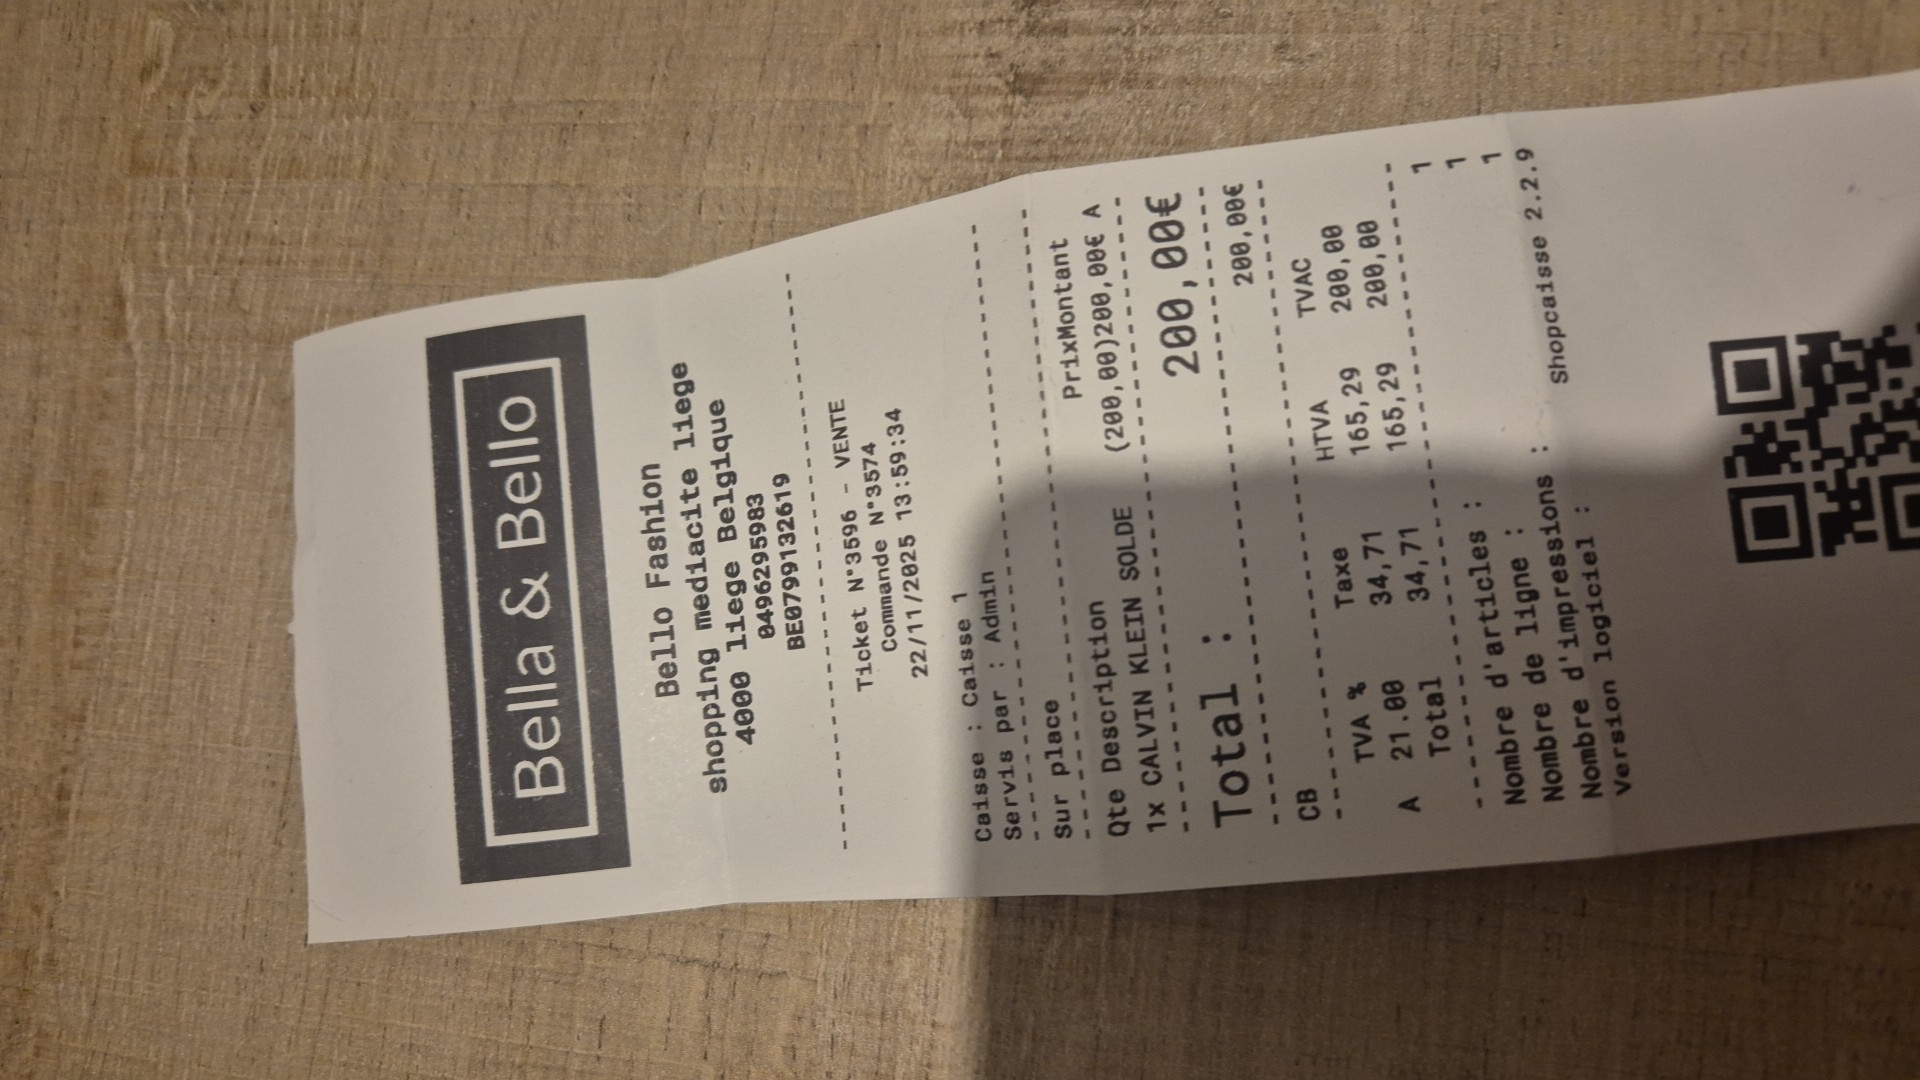 Bella & Bello
Bello Fashion
shopping mediacite liege
4000 liege Belgique
0496295983
BE0799132619
Ticket N°3596 - VENTE
Commande N°3574
22/11/2025 13:59:34
Caisse : Caisse 1
Servis par : Admin
Sur place
Qte Description PrixMontant
1x CALVIN KLEIN SOLDE (200,00)200,00€ A
Total : 200,00€
CB 200,00€
TVA % Taxe HTVA TVAC
A 21.00 34,71 165,29 200,00
Total 34,71 165,29 200,00
Nombre d'articles : 1
Nombre de ligne : 1
Nombre d'impressions : 1
Version logiciel : Shopcaisse 2.2.9